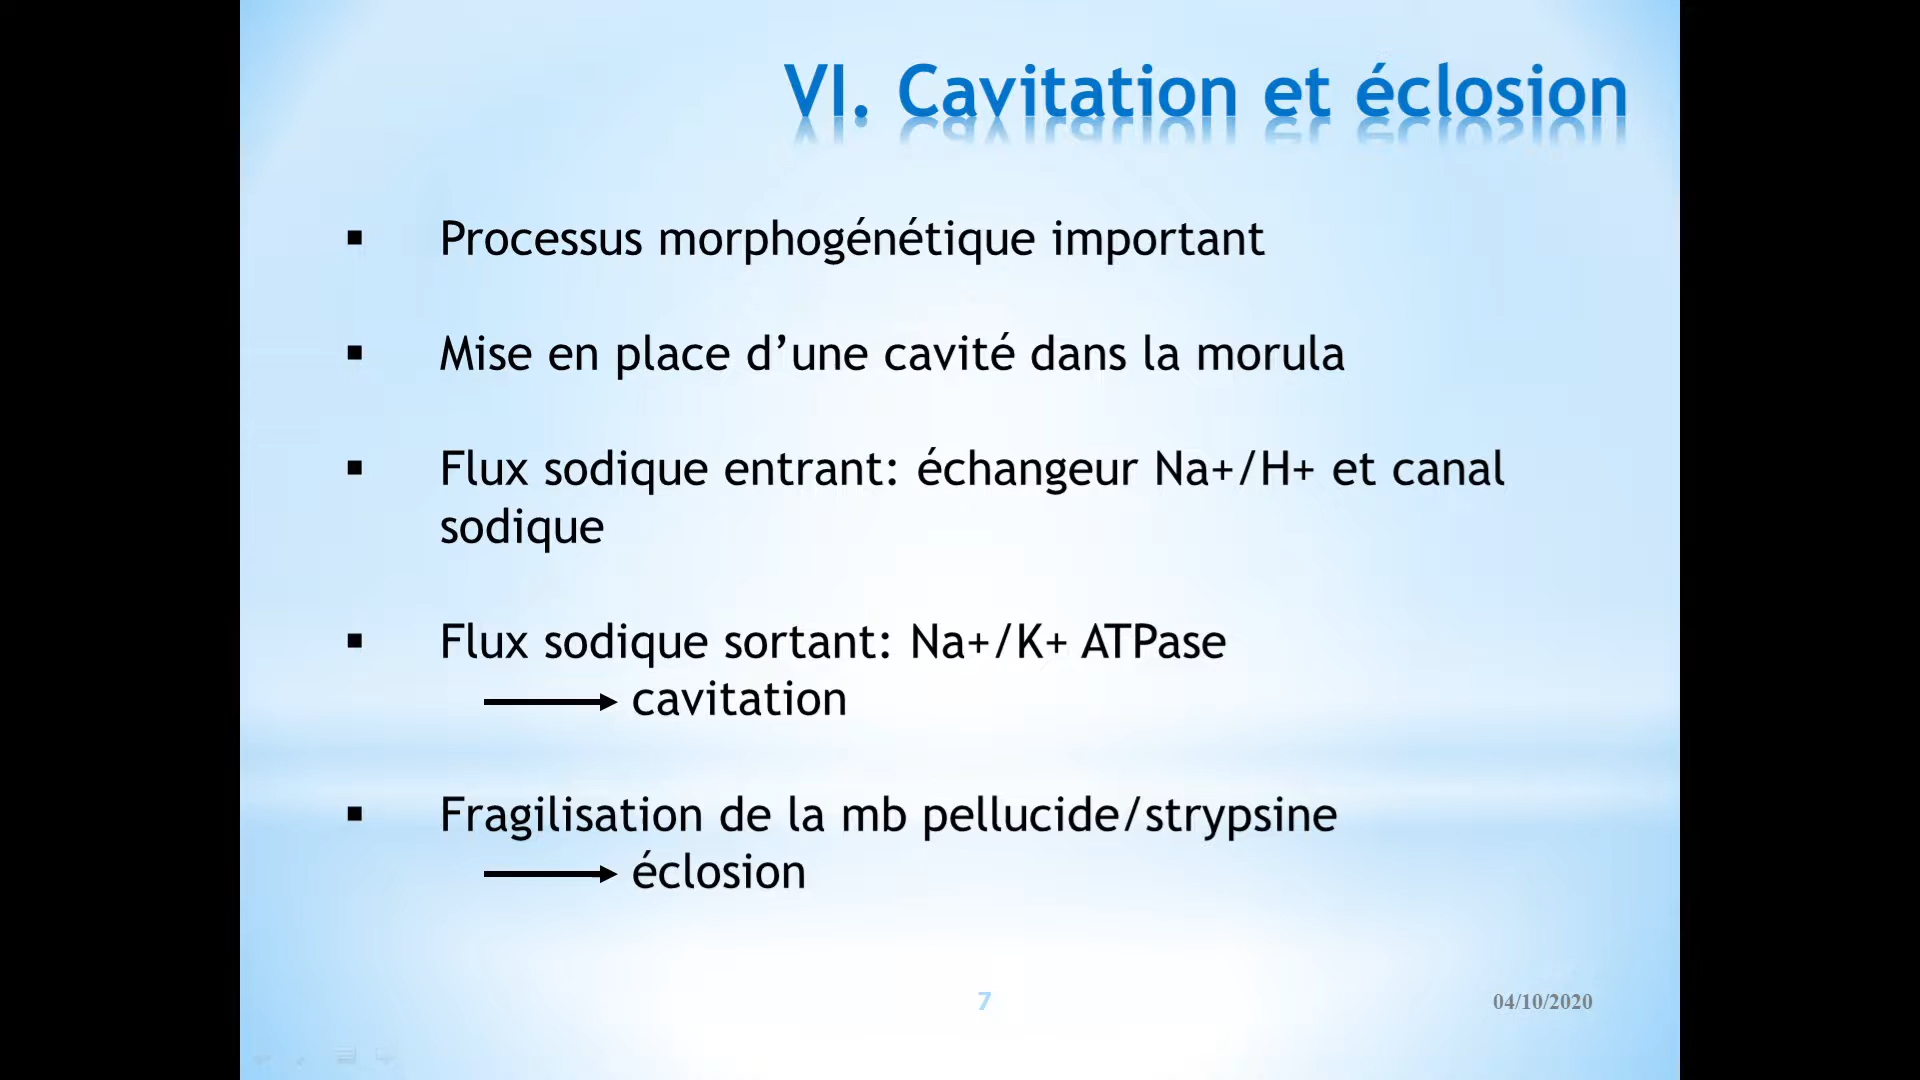 VI. Cavitation et éclosion
▪ Processus morphogénétique important
▪ Mise en place d’une cavité dans la morula
▪ Flux sodique entrant: échangeur Na+/H+ et canal
sodique
▪ Flux sodique sortant: Na+/K+ ATPase
cavitation
▪ Fragilisation de la mb pellucide/strypsine
éclosion
7
04/10/2020